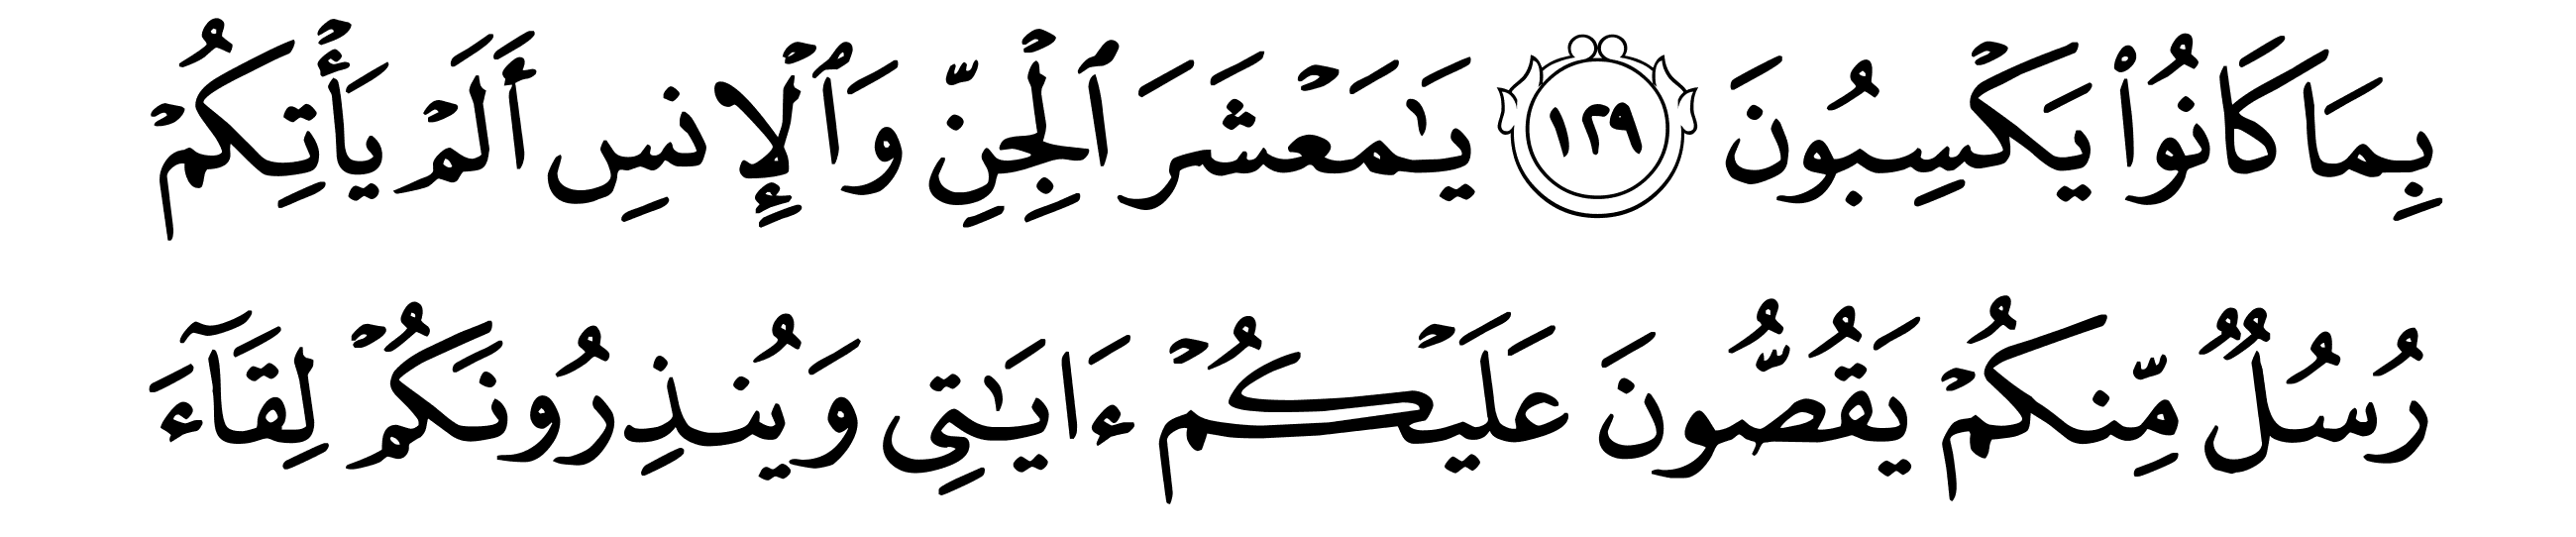 بِمَا كَانُوا۟ يَكْسِبُونَ ١٢٩ يَـٰمَعْشَرَ ٱلْجِنِّ وَٱلْإِنسِ أَلَمْ يَأْتِكُمْ
رُسُلٌۭ مِّنكُمْ يَقُصُّونَ عَلَيْكُمْ ءَايَـٰتِى وَيُنذِرُونَكُمْ لِقَآءَ